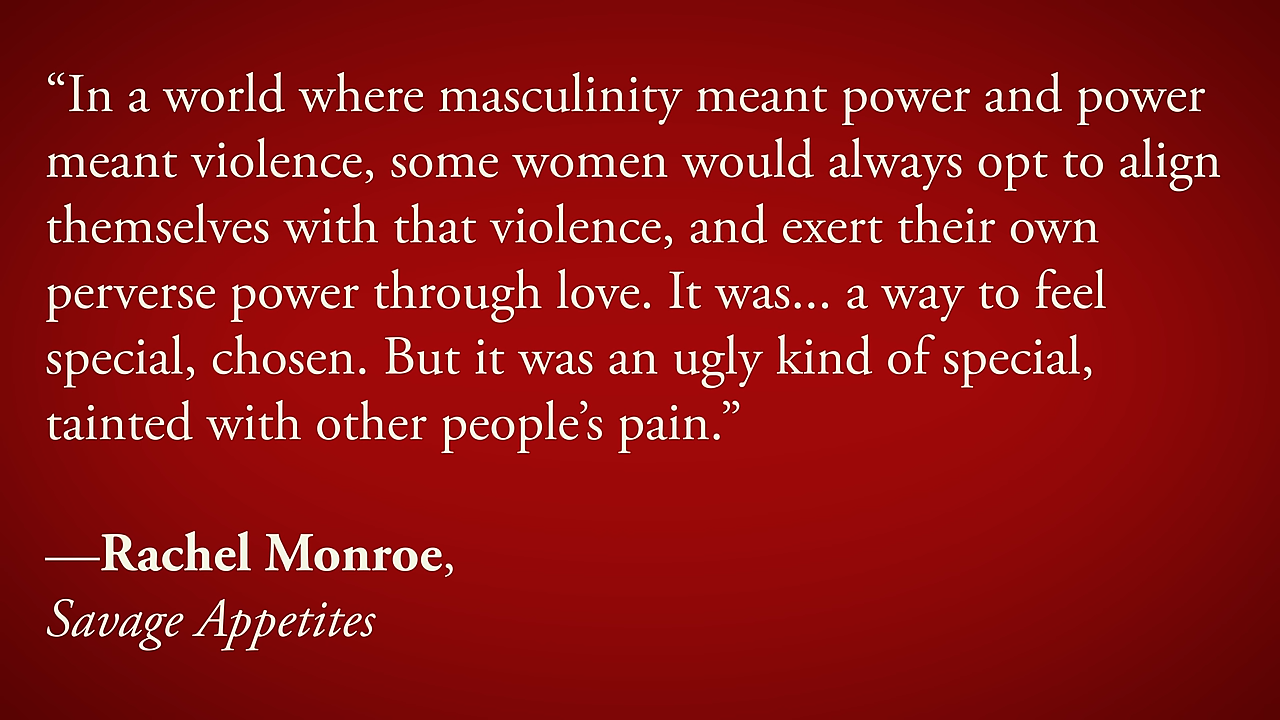 “In a world where masculinity meant power and power
meant violence, some women would always opt to align
themselves with that violence, and exert their own
perverse power through love. It was... a way to feel
special, chosen. But it was an ugly kind of special,
tainted with other people’s pain.”
—Rachel Monroe,
Savage Appetites